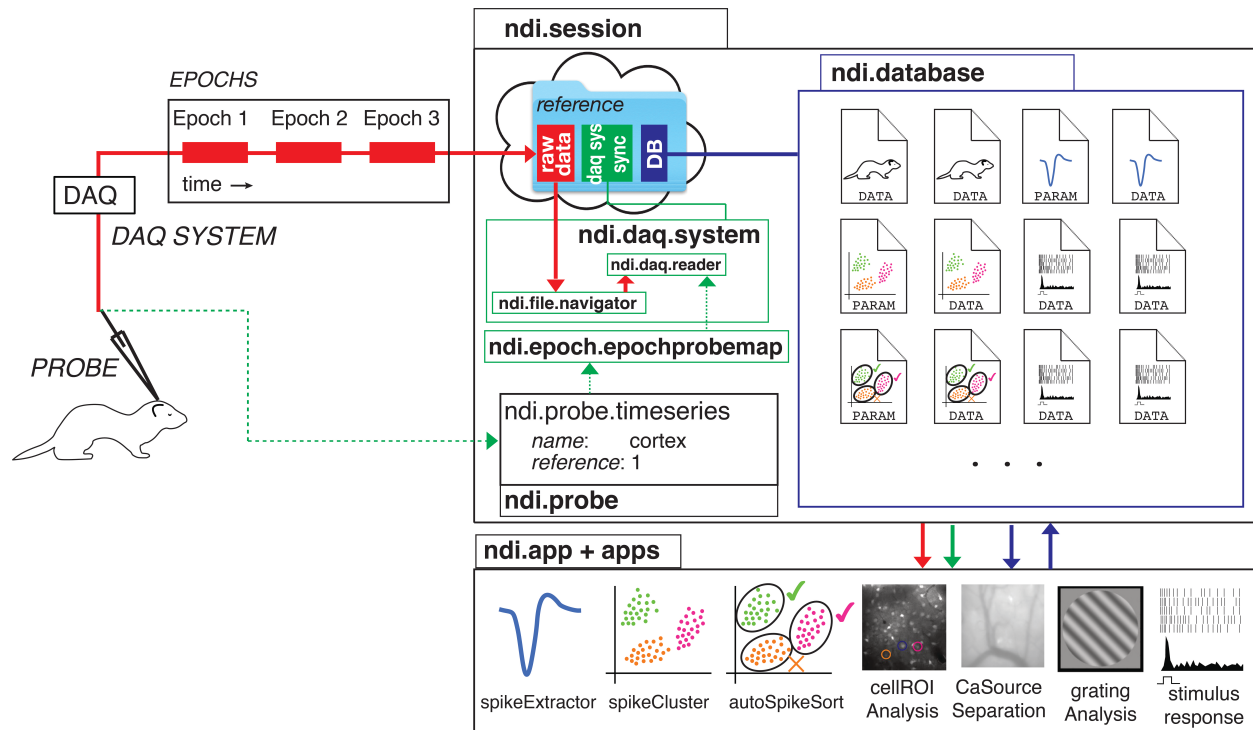 ndi.session
EPOCHS
Epoch 1 Epoch 2 Epoch 3
time →
DAQ
DAQ SYSTEM
PROBE
reference
raw data
daq sys sync
DB
ndi.daq.system
ndi.daq.reader
ndi.file.navigator
ndi.epoch.epochprobemap
ndi.probe.timeseries
name: cortex
reference: 1
ndi.probe
ndi.database
DATA DATA PARAM DATA
PARAM DATA DATA DATA
PARAM DATA DATA DATA
. . .
ndi.app + apps
spikeExtractor
spikeCluster
autoSpikeSort
cellROI
Analysis
CaSource
Separation
grating
Analysis
stimulus
response